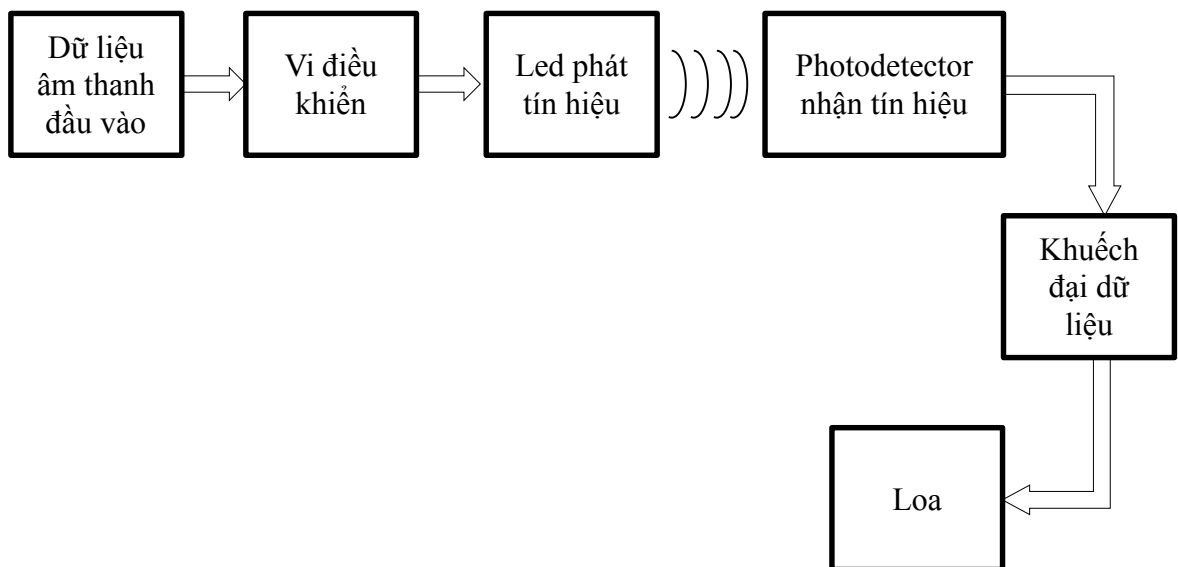 Dữ liệu
âm thanh
đầu vào
Vi điều
khiển
Led phát
tín hiệu
Photodetector
nhận tín hiệu
Khuếch
đại dữ
liệu
Loa